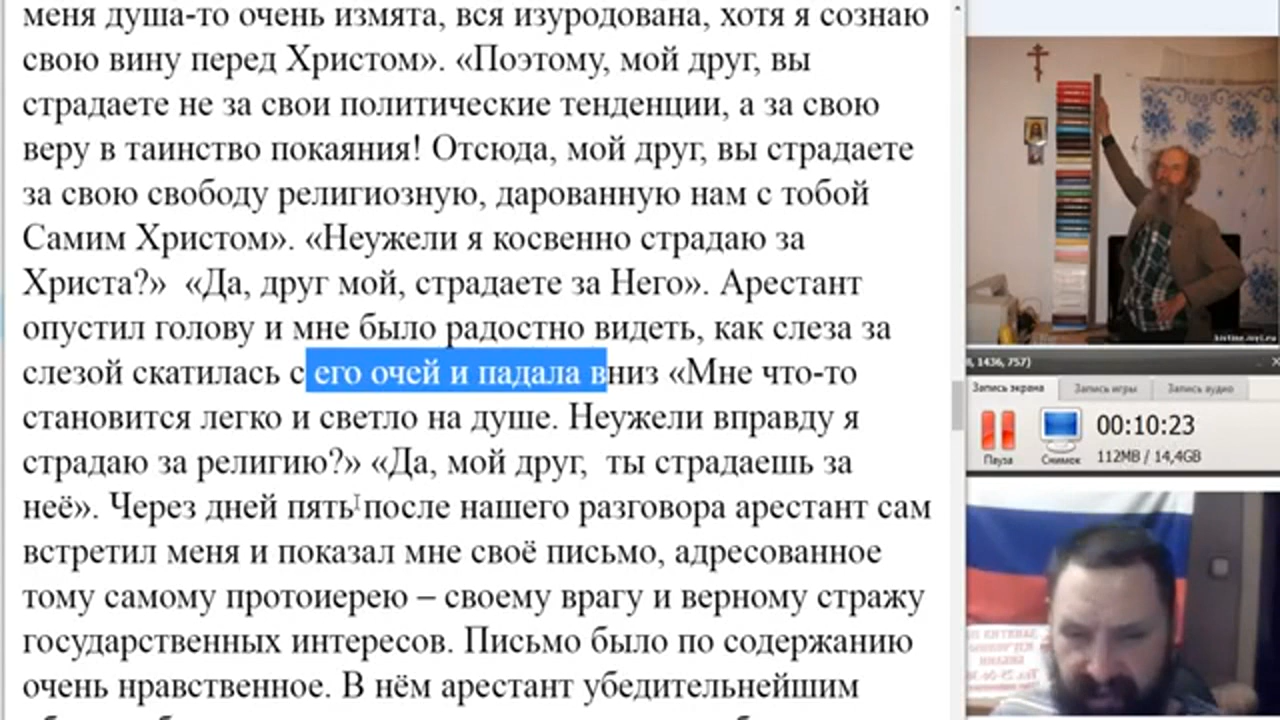 меня душа-то очень измята, вся изуродована, хотя я сознаю
свою вину перед Христом». «Поэтому, мой друг, вы
страдаете не за свои политические тенденции, а за свою
веру в таинство покаяния! Отсюда, мой друг, вы страдаете
за свою свободу религиозную, дарованную нам с тобой
Самим Христом». «Неужели я косвенно страдаю за
Христа?»  «Да, друг мой, страдаете за Него». Арестант
опустил голову и мне было радостно видеть, как слеза за
слезой скатилась с его очей и падала вниз «Мне что-то
становится легко и светло на душе. Неужели вправду я
страдаю за религию?» «Да, мой друг,  ты страдаешь за
неё». Через дней пять после нашего разговора арестант сам
встретил меня и показал мне своё письмо, адресованное
тому самому протоиерею – своему врагу и верному стражу
государственных интересов. Письмо было по содержанию
очень нравственное. В нём арестант убедительнейшим
, 1436, 757)
Запись экрана
Запись игры
Запись аудио
Пауза
Снимок
00:10:23
112MB / 14,4GB
ЗАНЯТИЯ
БИБЛИИ